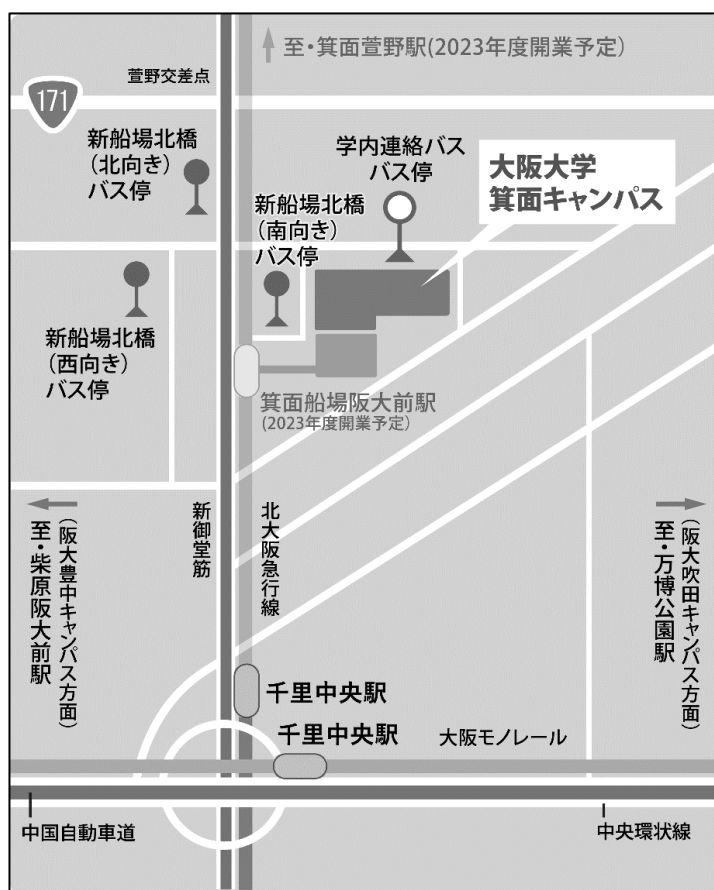 至・箕面萱野駅(2023年度開業予定)
萱野交差点
171
新船場北橋
(北向き)
バス停
学内連絡バス
バス停
大阪大学
箕面キャンパス
新船場北橋
(南向き)
バス停
新船場北橋
(西向き)
バス停
箕面船場阪大前駅
(2023年度開業予定)
新御堂筋
北大阪急行線
(阪大豊中キャンパス方面)
至・柴原阪大前駅
(阪大吹田キャンパス方面)
至・万博公園駅
千里中央駅
千里中央駅
大阪モノレール
中国自動車道
中央環状線